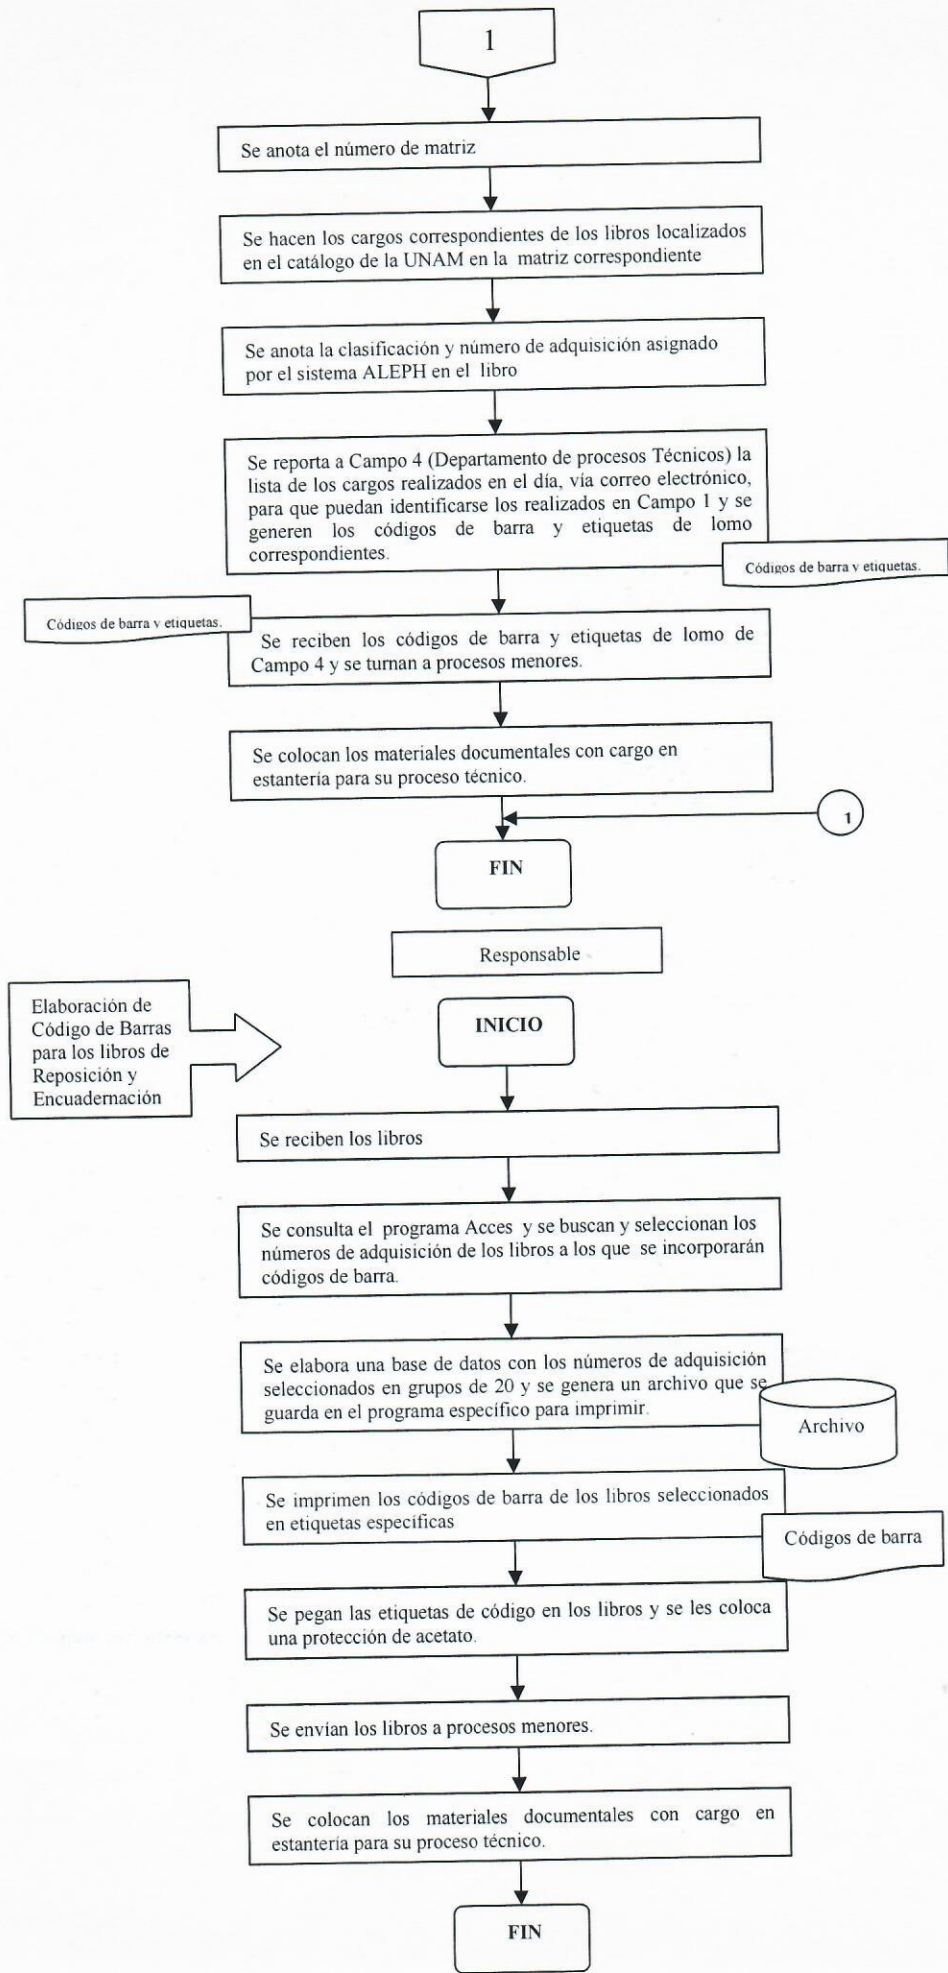 1
Se anota el número de matriz
Se hacen los cargos correspondientes de los libros localizados
en el catálogo de la UNAM en la matriz correspondiente
Se anota la clasificación y número de adquisición asignado
por el sistema ALEPH en el libro
Se reporta a Campo 4 (Departamento de procesos Técnicos) la
lista de los cargos realizados en el día, vía correo electrónico,
para que puedan identificarse los realizados en Campo 1 y se
generen los códigos de barra y etiquetas de lomo
correspondientes.
Códigos de barra y etiquetas.
Códigos de barra y etiquetas.
Se reciben los códigos de barra y etiquetas de lomo de
Campo 4 y se turnan a procesos menores.
Se colocan los materiales documentales con cargo en
estantería para su proceso técnico.
1
FIN
Responsable
Elaboración de
Código de Barras
para los libros de
Reposición y
Encuadernación
INICIO
Se reciben los libros
Se consulta el programa Acces y se buscan y seleccionan los
números de adquisición de los libros a los que se incorporarán
códigos de barra.
Se elabora una base de datos con los números de adquisición
seleccionados en grupos de 20 y se genera un archivo que se
guarda en el programa específico para imprimir.
Archivo
Se imprimen los códigos de barra de los libros seleccionados
en etiquetas específicas
Códigos de barra
Se pegan las etiquetas de código en los libros y se les coloca
una protección de acetato.
Se envían los libros a procesos menores.
Se colocan los materiales documentales con cargo en
estantería para su proceso técnico.
FIN